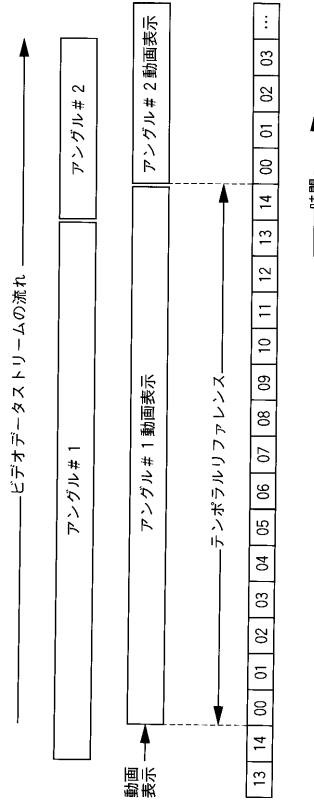 ビデオデータストリームの流れ
アングル＃1
アングル＃2
動画
表示
アングル＃1動画表示
アングル＃2動画表示
テンポラルリファレンス
13 14 00 01 02 03 04 05 06 07 08 09 10 11 12 13 14 00 01 02 03 …